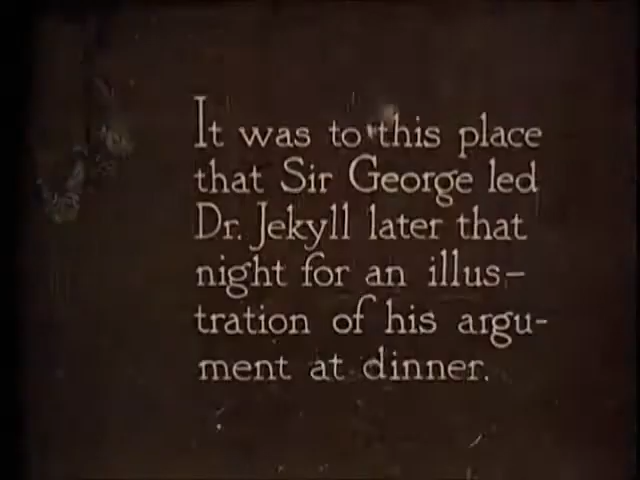 It was to this place
that Sir George led
Dr. Jekyll later that
night for an illus-
tration of his argu-
ment at dinner.